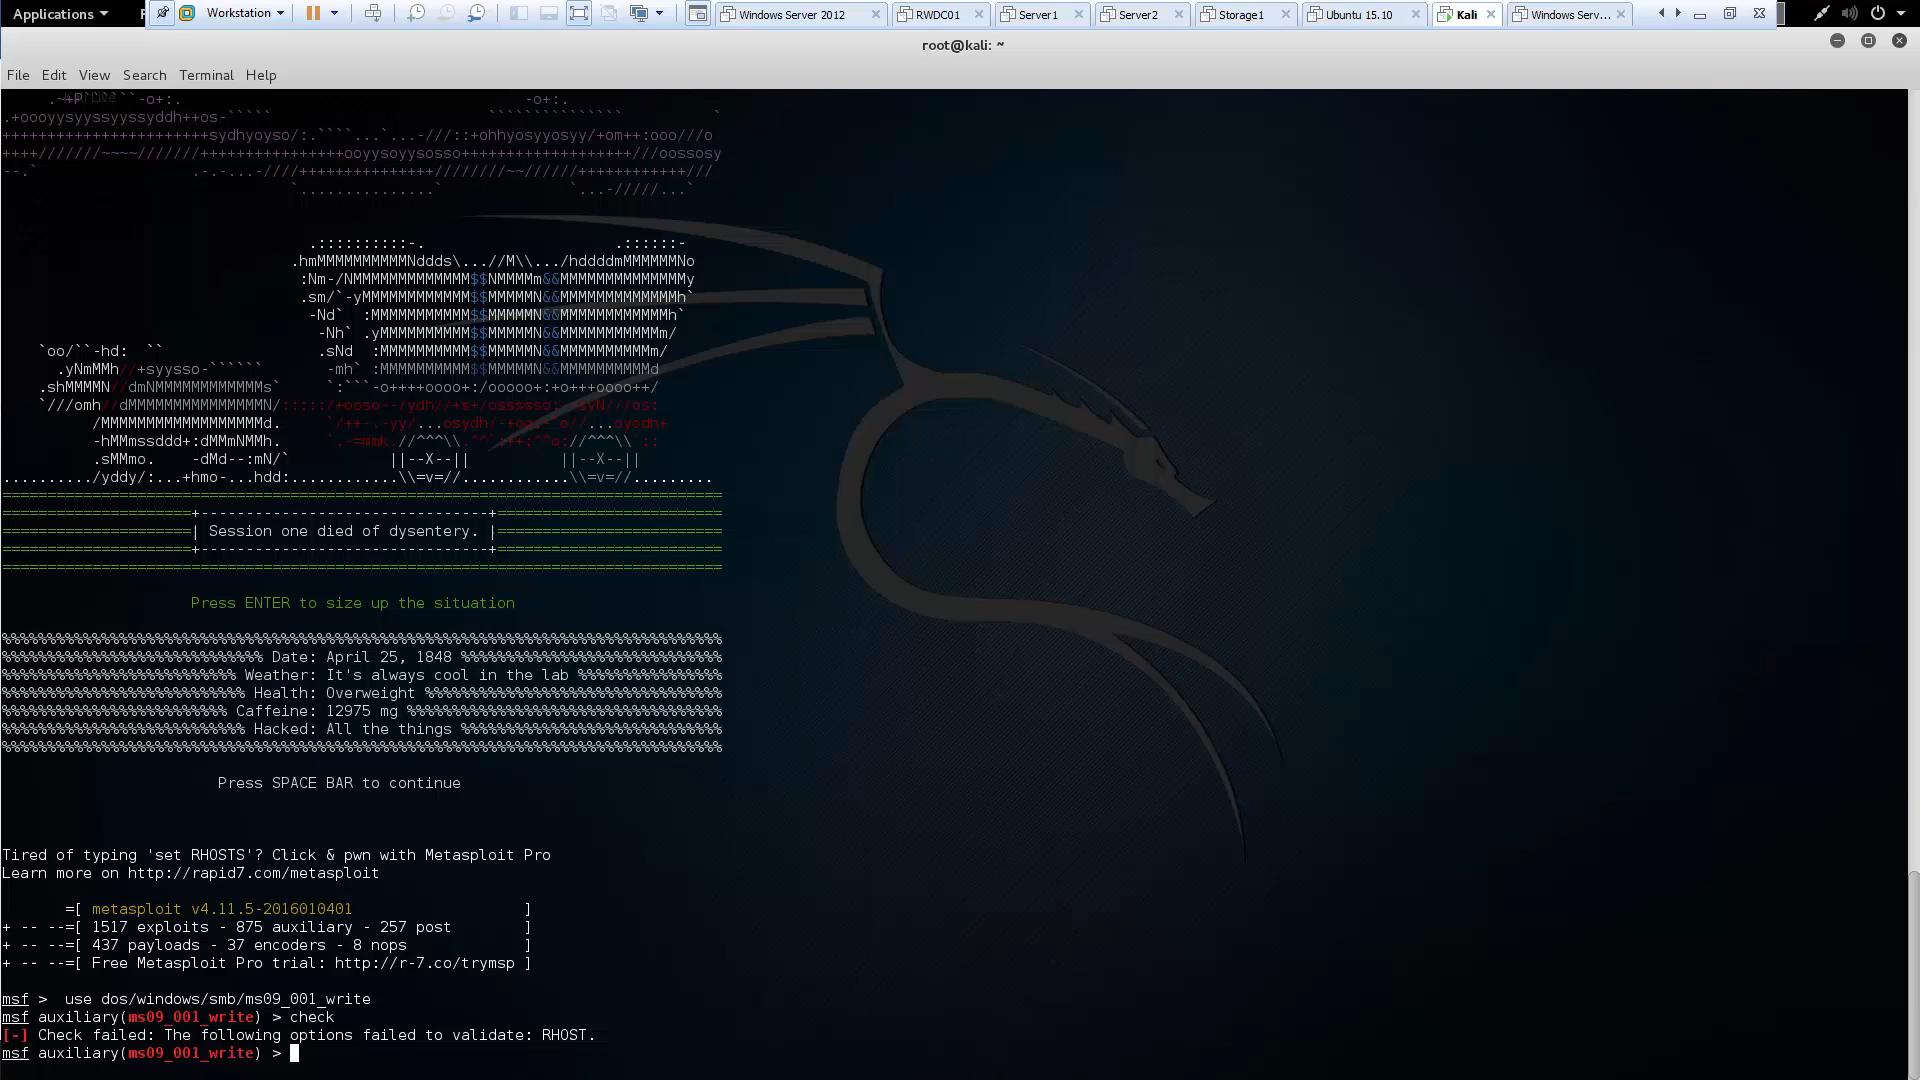 Applications
Workstation
Windows Server 2012
RWDC01
Server1
Server2
Storage1
Ubuntu 15.10
Kali
Windows Serv...
root@kali: ~
File Edit View Search Terminal Help
Session one died of dysentery.
Press ENTER to size up the situation
%%%%%%%%%%%%%%%%%%%%%%%%%%%%% Date: April 25, 1848 %%%%%%%%%%%%%%%%%%%%%%%%%%%%%
%%%%%%%%%%%%%%%%%%%%%%%%%% Weather: It's always cool in the lab %%%%%%%%%%%%%%%%
%%%%%%%%%%%%%%%%%%%%%%%%%%% Health: Overweight %%%%%%%%%%%%%%%%%%%%%%%%%%%%%%%%%
%%%%%%%%%%%%%%%%%%%%%%%%% Caffeine: 12975 mg %%%%%%%%%%%%%%%%%%%%%%%%%%%%%%%%%%%
%%%%%%%%%%%%%%%%%%%%%%%%%%% Hacked: All the things %%%%%%%%%%%%%%%%%%%%%%%%%%%%%
Press SPACE BAR to continue
Tired of typing 'set RHOSTS'? Click & pwn with Metasploit Pro
Learn more on http://rapid7.com/metasploit
=[ metasploit v4.11.5-2016010401 ]
+ -- --=[ 1517 exploits - 875 auxiliary - 257 post ]
+ -- --=[ 437 payloads - 37 encoders - 8 nops ]
+ -- --=[ Free Metasploit Pro trial: http://r-7.co/trymsp ]
msf > use dos/windows/smb/ms09_001_write
msf auxiliary(ms09_001_write) > check
[-] Check failed: The following options failed to validate: RHOST.
msf auxiliary(ms09_001_write) >